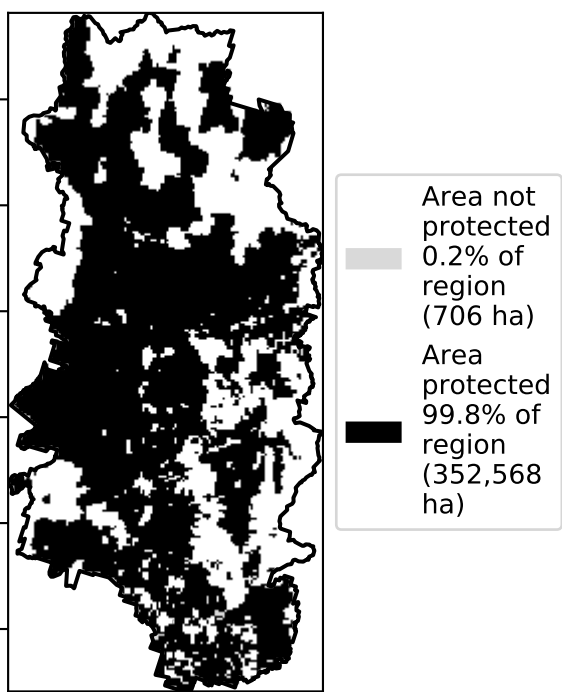 Area not
protected
0.2% of
region
(706 ha)
Area
protected
99.8% of
region
(352,568
ha)